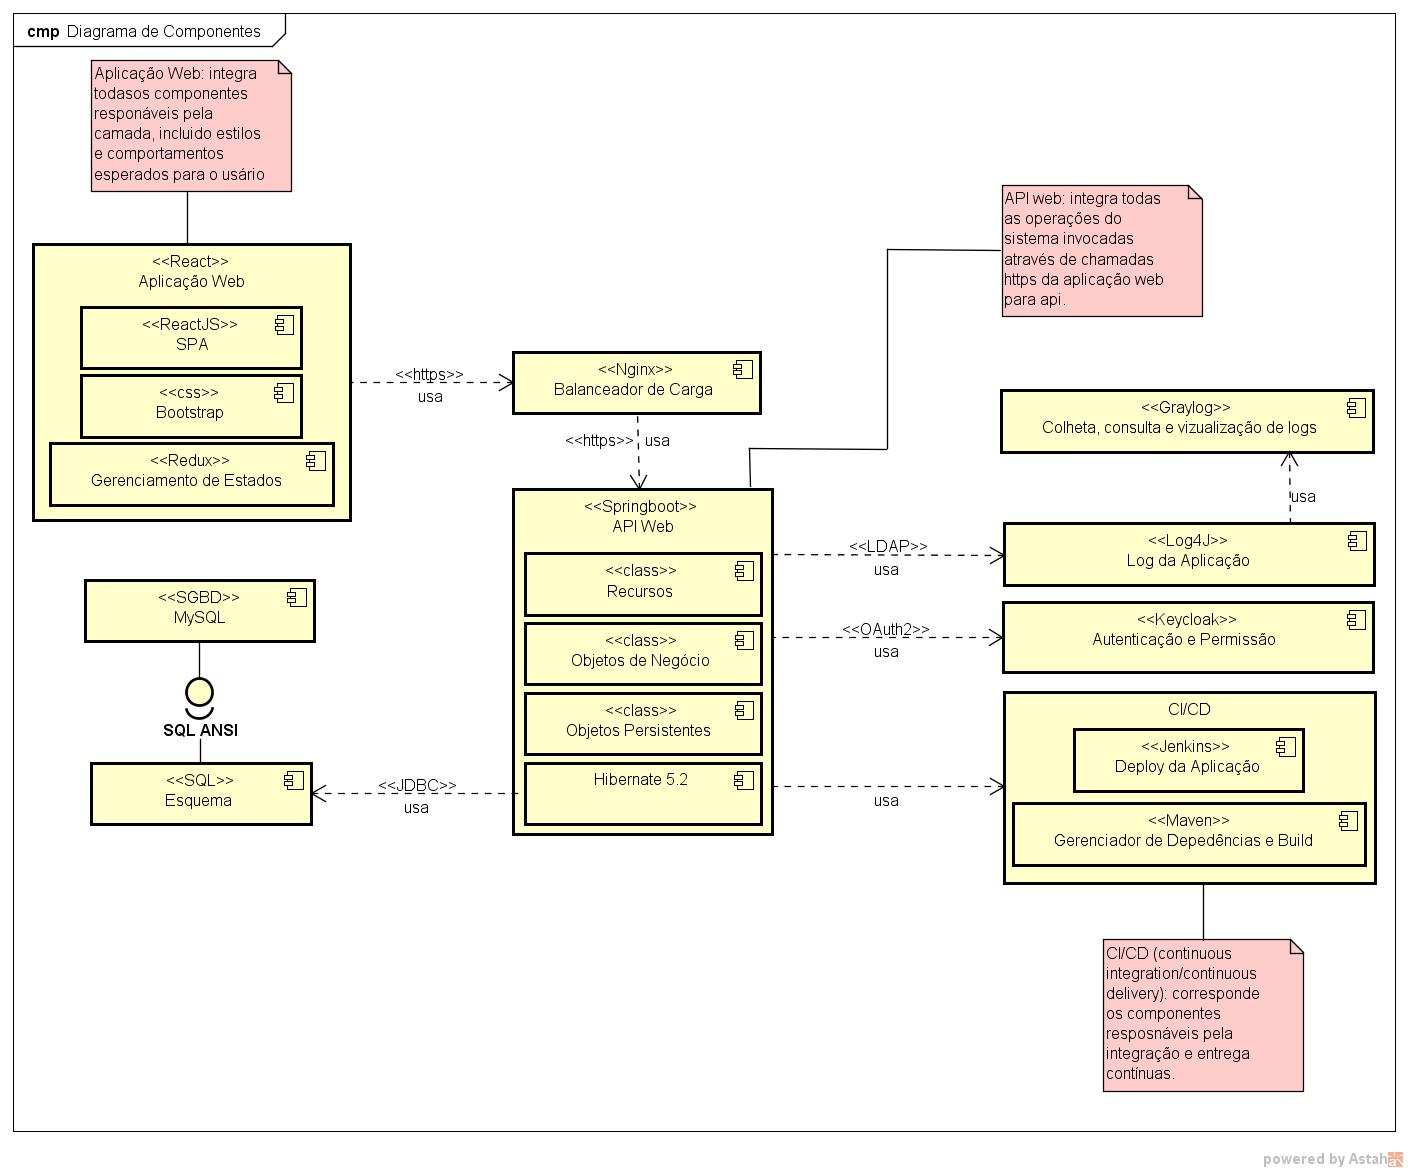 cmp Diagrama de Componentes
Aplicação Web: integra
todasos componentes
responáveis pela
camada, incluido estilos
e comportamentos
esperados para o usário
<<React>>
Aplicação Web
<<ReactJS>>
SPA
<<css>>
Bootstrap
<<Redux>>
Gerenciamento de Estados
<<https>>
usa
<<Nginx>>
Balanceador de Carga
<<https>> usa
API web: integra todas
as operações do
sistema invocadas
através de chamadas
https da aplicação web
para api.
<<Springboot>>
API Web
<<class>>
Recursos
<<class>>
Objetos de Negócio
<<class>>
Objetos Persistentes
Hibernate 5.2
<<Graylog>>
Colheta, consulta e vizualização de logs
usa
<<LDAP>>
usa
<<Log4J>>
Log da Aplicação
<<OAuth2>>
usa
<<Keycloak>>
Autenticação e Permissão
<<SGBD>>
MySQL
SQL ANSI
<<SQL>>
Esquema
<<JDBC>>
usa
usa
CI/CD
<<Jenkins>>
Deploy da Aplicação
<<Maven>>
Gerenciador de Depedências e Build
CI/CD (continuous
integration/continuous
delivery): corresponde
os componentes
resposnáveis pela
integração e entrega
contínuas.
powered by Astah